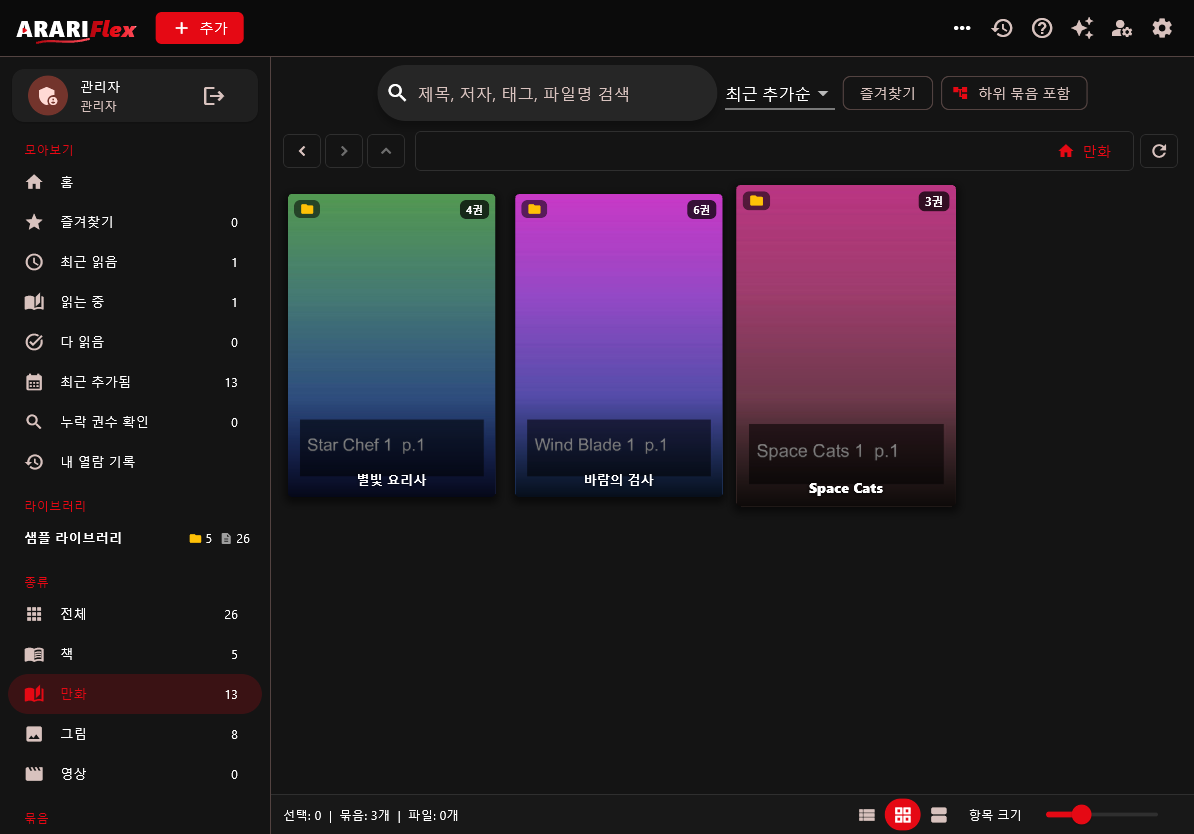 ARARIFlex
추가
관리자
관리자
모아보기
홈
즐겨찾기 0
최근 읽음 1
읽는 중 1
다 읽음 0
최근 추가됨 13
누락 권수 확인 0
내 열람 기록
라이브러리
샘플 라이브러리 5 26
종류
전체 26
책 5
만화 13
그림 8
영상 0
묶음
제목, 저자, 태그, 파일명 검색
최근 추가순
즐겨찾기
하위 묶음 포함
만화
4권
Star Chef 1 p.1
별빛 요리사
6권
Wind Blade 1 p.1
바람의 검사
3권
Space Cats 1 p.1
Space Cats
선택: 0 | 묶음: 3개 | 파일: 0개
항목 크기